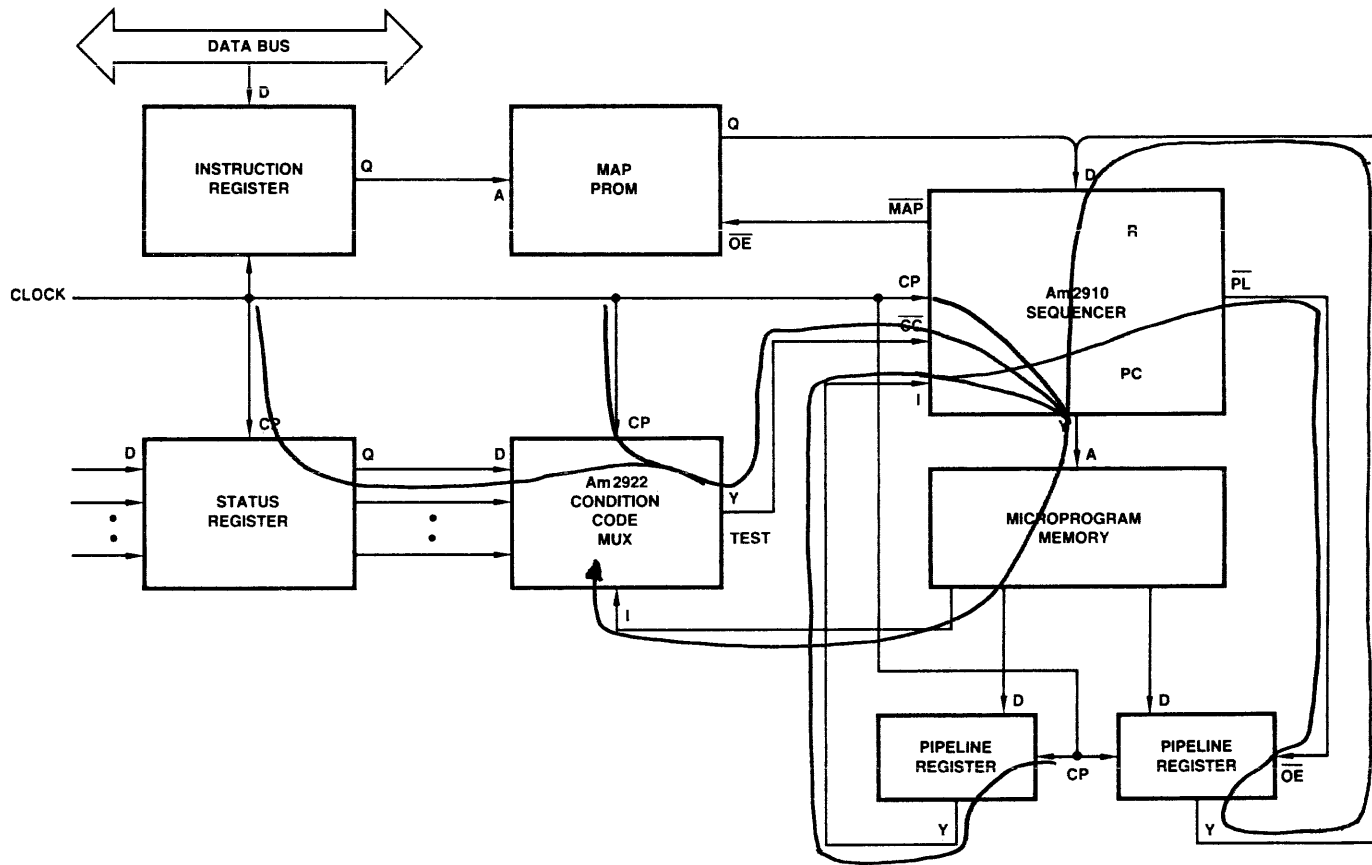 DATA BUS
D
INSTRUCTION
REGISTER
Q
A
MAP
PROM
Q
MAP
OE
D
R
Am2910
SEQUENCER
PC
CP
CC
I
PL
Y
CLOCK
CP
D
STATUS
REGISTER
Q
D
CP
Am2922
CONDITION
CODE
MUX
Y
TEST
I
A
MICROPROGRAM
MEMORY
D
D
PIPELINE
REGISTER
CP
PIPELINE
REGISTER
OE
Y
Y